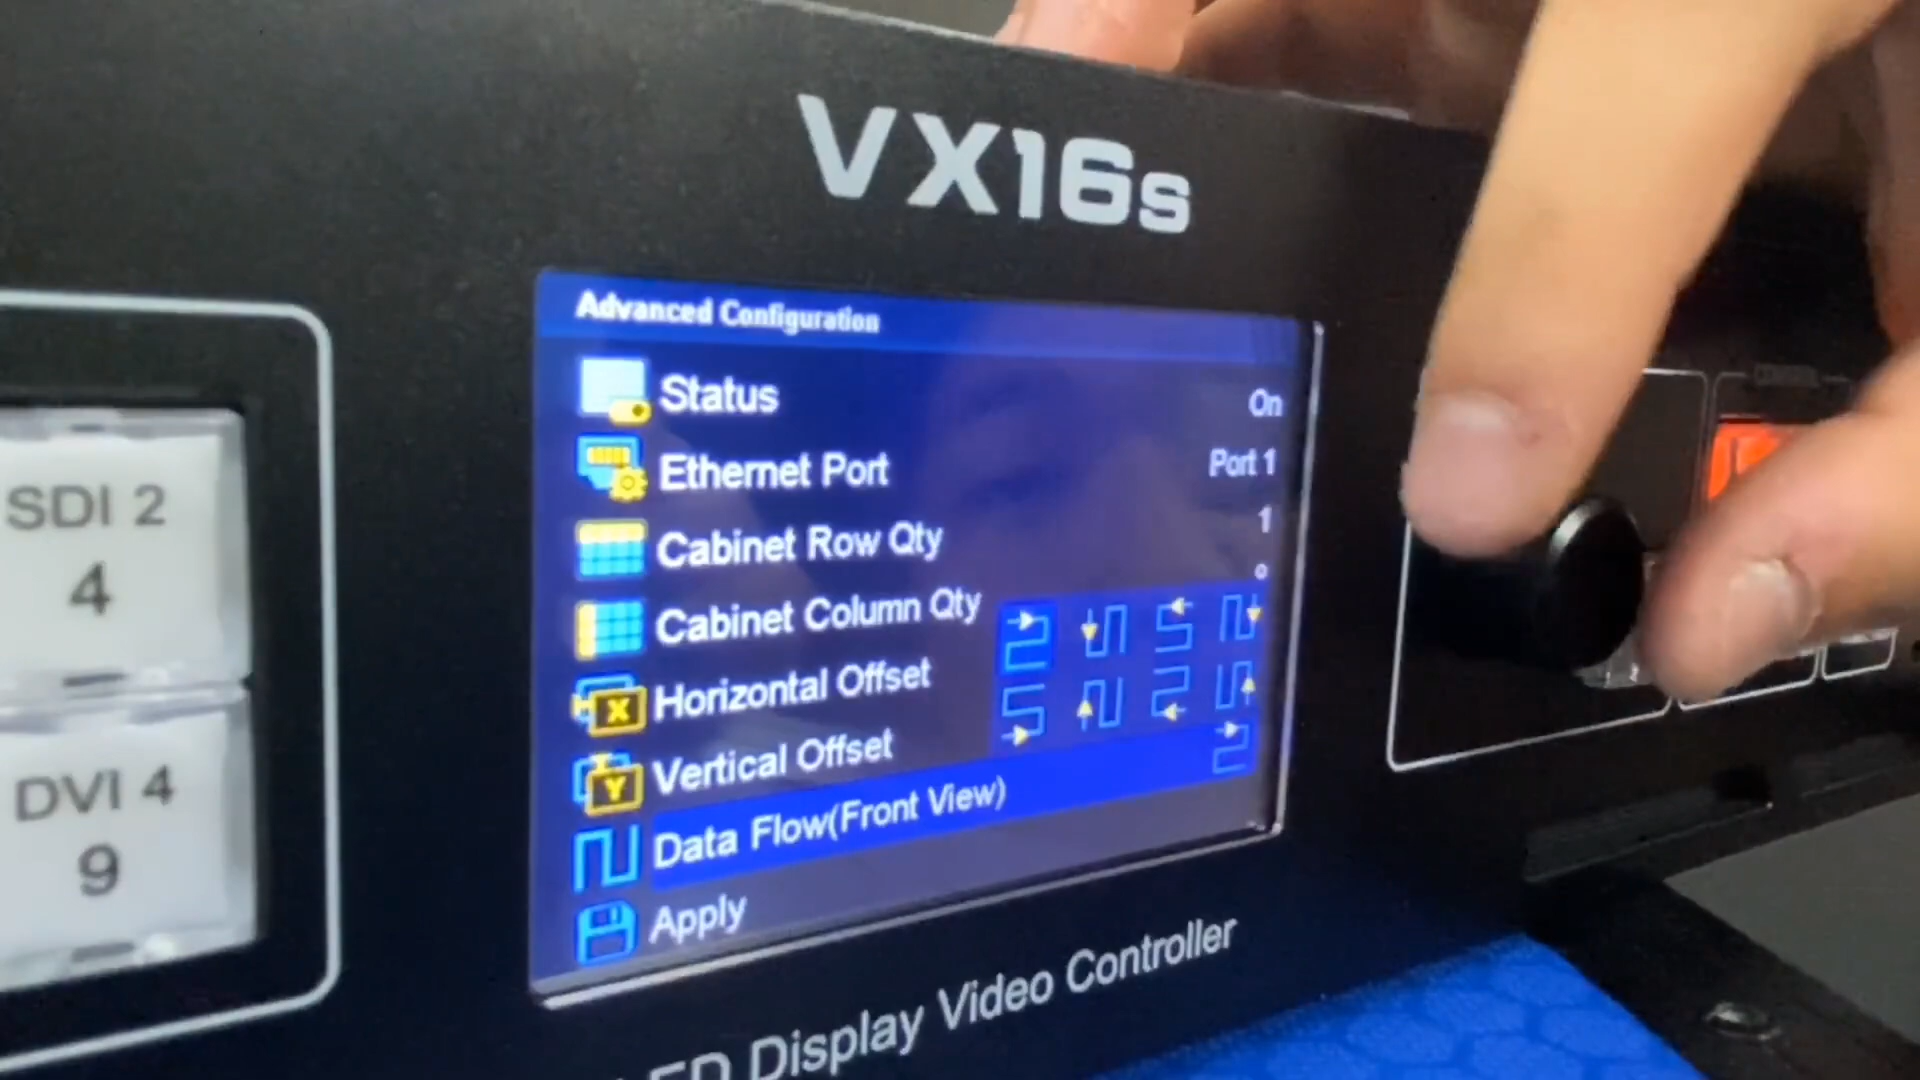 VX16s
Advanced Configuration
Status On
Ethernet Port Port 1
Cabinet Row Qty 1
Cabinet Column Qty
Horizontal Offset
Vertical Offset
Data Flow(Front View)
Apply
SDI 2
4
DVI 4
9
Display Video Controller